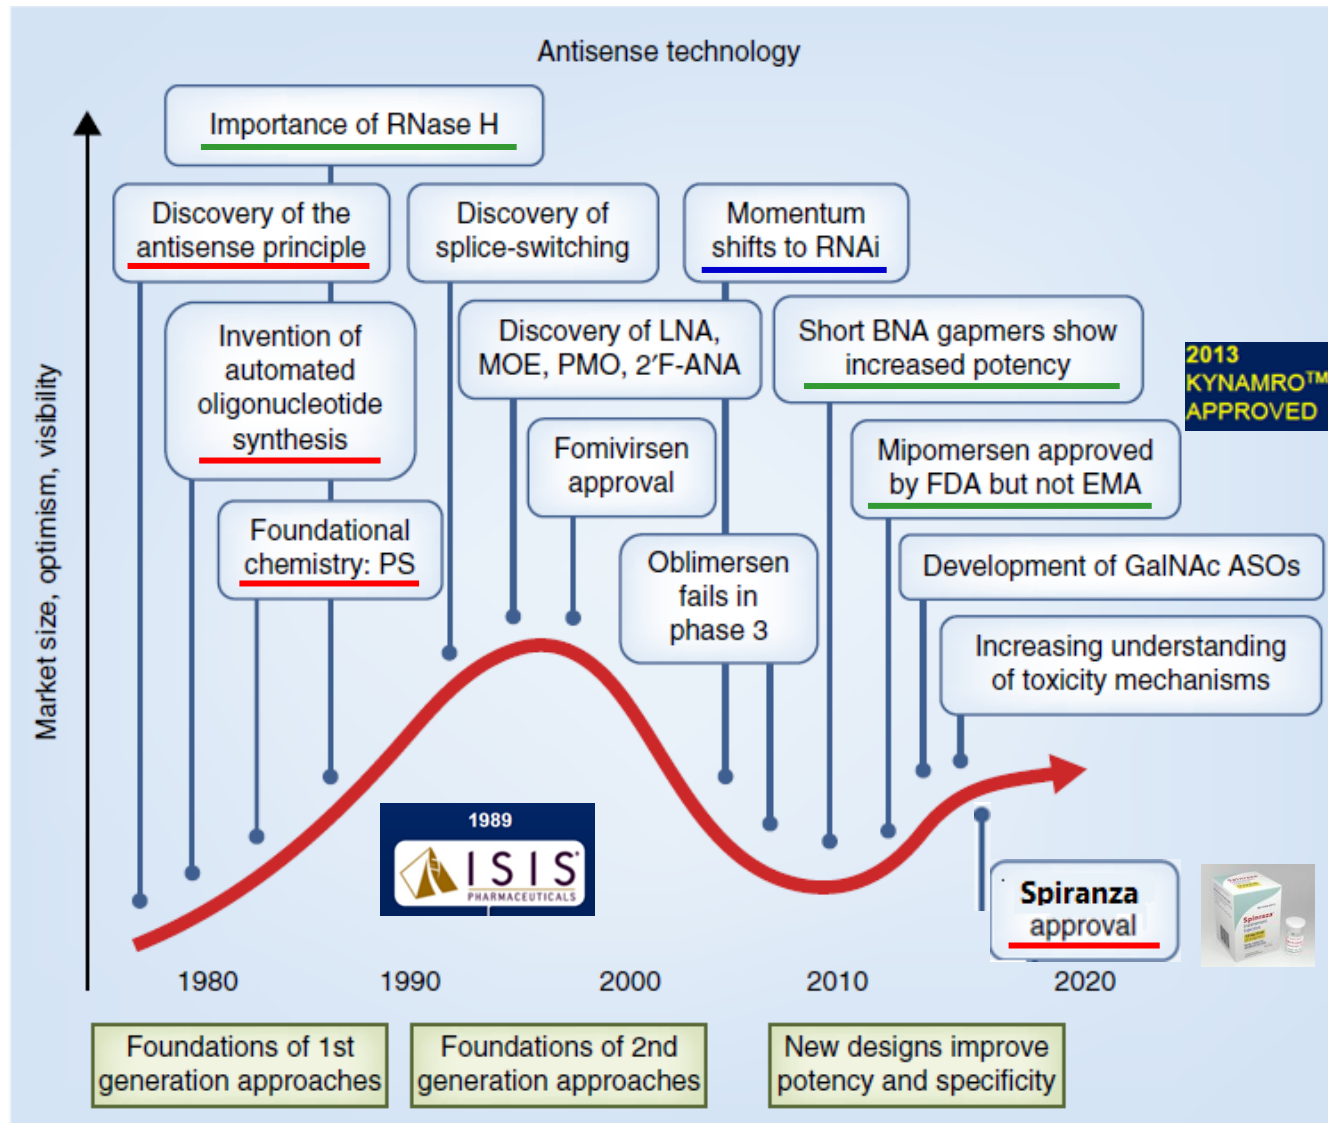 Antisense technology
Importance of RNase H
Discovery of the
antisense principle
Discovery of
splice-switching
Momentum
shifts to RNAi
Invention of
automated
oligonucleotide
synthesis
Discovery of LNA,
MOE, PMO, 2′F-ANA
Short BNA gapmers show
increased potency
2013
KYNAMRO™
APPROVED
Fomivirsen
approval
Mipomersen approved
by FDA but not EMA
Foundational
chemistry: PS
Oblimersen
fails in
phase 3
Development of GalNAc ASOs
Increasing understanding
of toxicity mechanisms
Market size, optimism, visibility
1989
ISIS®
PHARMACEUTICALS
Spiranza
approval
Spinraza
1980
1990
2000
2010
2020
Foundations of 1st
generation approaches
Foundations of 2nd
generation approaches
New designs improve
potency and specificity